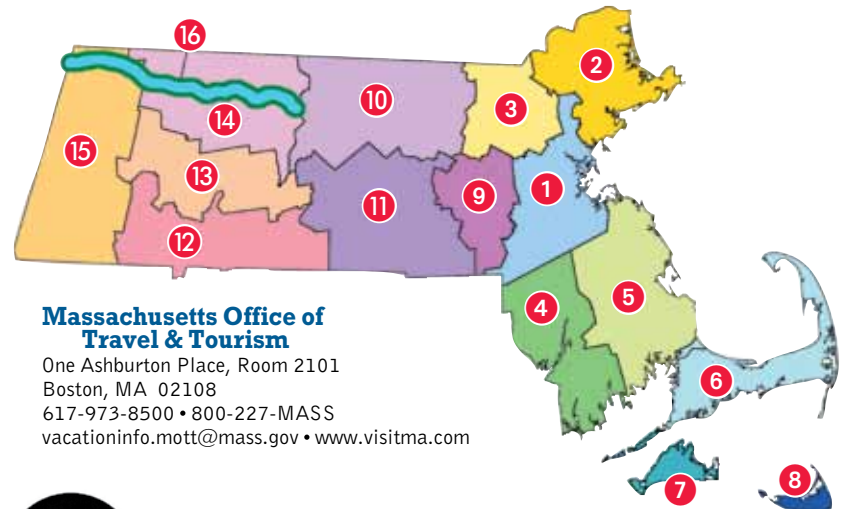 16
2
3
10
14
15
13
9
1
11
12
5
4
6
7
8
Massachusetts Office of
Travel & Tourism
One Ashburton Place, Room 2101
Boston, MA 02108
617-973-8500 • 800-227-MASS
vacationinfo.mott@mass.gov • www.visitma.com